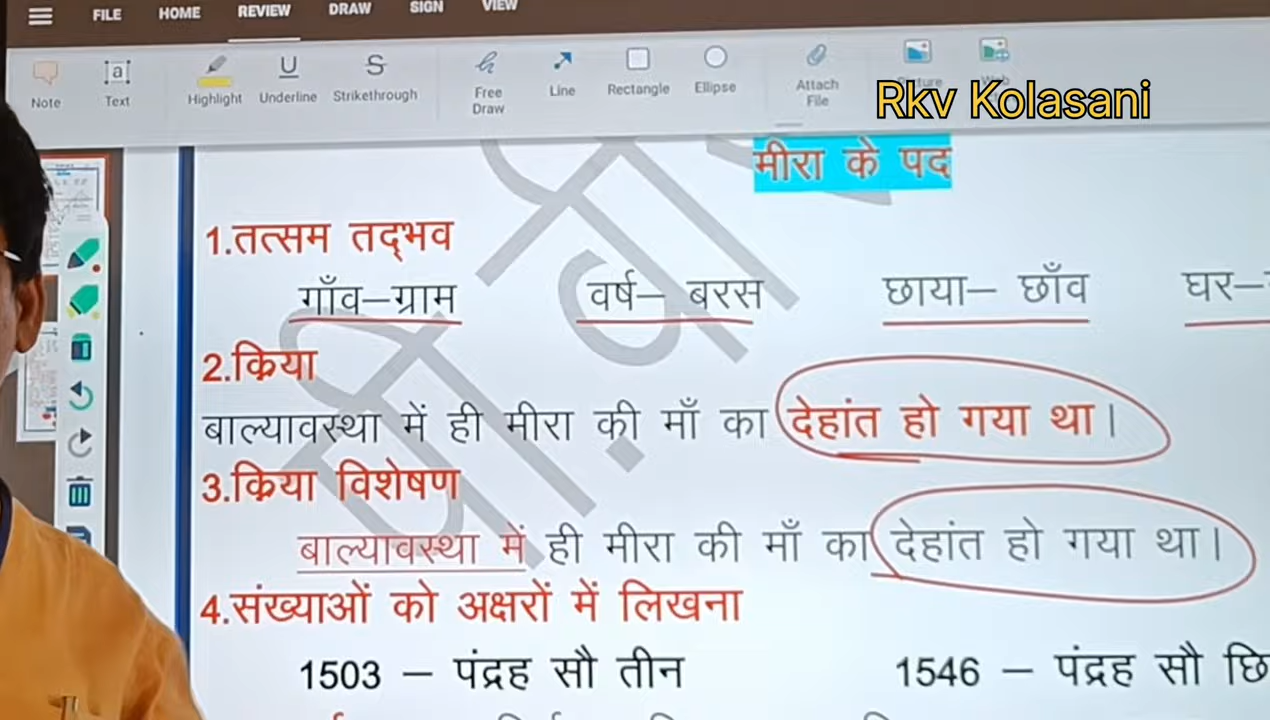 FILE HOME REVIEW DRAW SIGN VIEW
Note Text Highlight Underline Strikethrough Free Draw Line Rectangle Ellipse Attach File Picture
Rkv Kolasani
मीरा के पद
1.तत्सम तद्भव
गाँव–ग्राम वर्ष– बरस छाया– छाँव घर–
2.क्रिया
बाल्यावस्था में ही मीरा की माँ का देहांत हो गया था।
3.क्रिया विशेषण
बाल्यावस्था में ही मीरा की माँ का देहांत हो गया था।
4.संख्याओं को अक्षरों में लिखना
1503 – पंद्रह सौ तीन 1546 – पंद्रह सौ छि